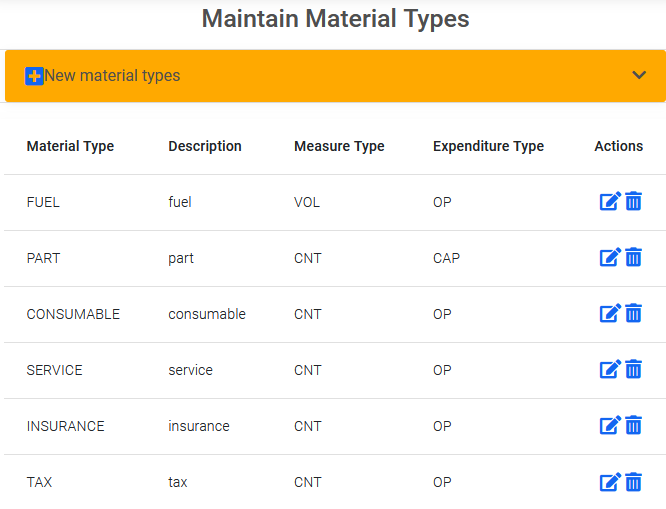 Maintain Material Types
New material types
Material Type Description Measure Type Expenditure Type Actions
FUEL fuel VOL OP
PART part CNT CAP
CONSUMABLE consumable CNT OP
SERVICE service CNT OP
INSURANCE insurance CNT OP
TAX tax CNT OP